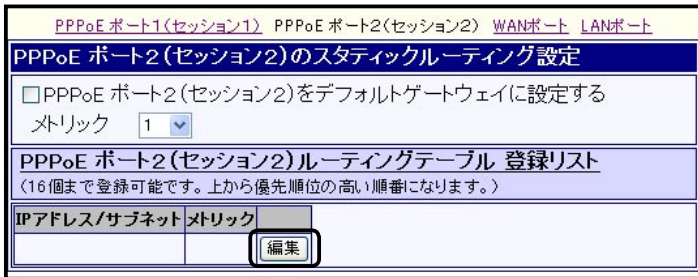 PPPoE ポート1(セッション1) PPPoE ポート2(セッション2) WANポート LANポート
PPPoE ポート2(セッション2)のスタティックルーティング設定
PPPoE ポート2(セッション2)をデフォルトゲートウェイに設定する
メトリック 1
PPPoE ポート2(セッション2)ルーティングテーブル 登録リスト
(16個まで登録可能です。上から優先順位の高い順番になります。)
IPアドレス/サブネット メトリック
編集